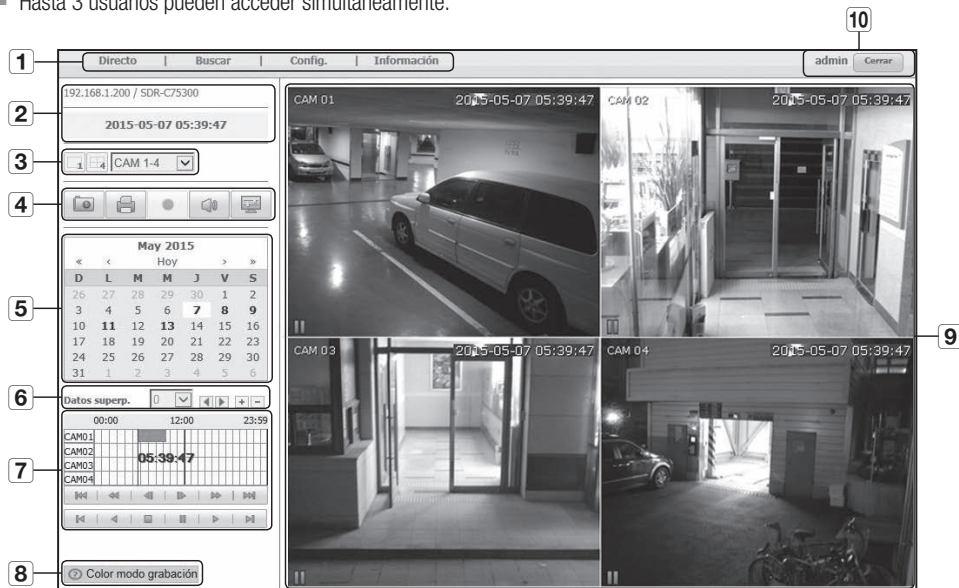 Hasta 3 usuarios pueden acceder simultáneamente.
10
1
Directo | Buscar | Config. | Información
admin Cerrar
2
192.168.1.200 / SDR-C75300
2015-05-07 05:39:47
3
1 4 CAM 1-4
4
5
May 2015
« ‹ Hoy › »
D L M M J V S
26 27 28 29 30 1 2
3 4 5 6 7 8 9
10 11 12 13 14 15 16
17 18 19 20 21 22 23
24 25 26 27 28 29 30
31 1 2 3 4 5 6
6
Datos superp. 0
7
00:00 12:00 23:59
CAM01
CAM02
CAM03
CAM04
05:39:47
8
Color modo grabación
CAM 01 2015-05-07 05:39:47
CAM 02 2015-05-07 05:39:47
CAM 03 2015-05-07 05:39:47
CAM 04 2015-05-07 05:39:47
9